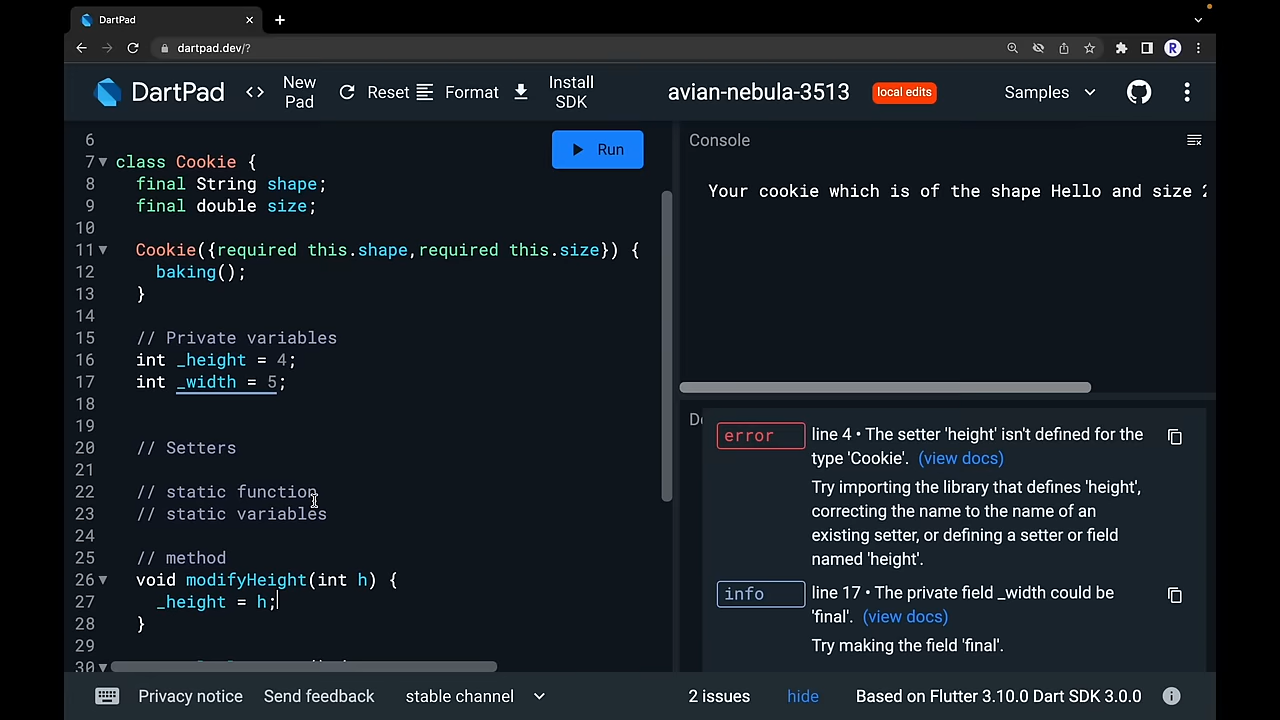 DartPad
dartpad.dev/?
R
DartPad
<> New Pad
Reset
Format
Install SDK
avian-nebula-3513
local edits
Samples
6
7 class Cookie {
8 final String shape;
9 final double size;
10
11 Cookie({required this.shape,required this.size}) {
12 baking();
13 }
14
15 // Private variables
16 int _height = 4;
17 int _width = 5;
18
19
20 // Setters
21
22 // static function
23 // static variables
24
25 // method
26 void modifyHeight(int h) {
27 _height = h;
28 }
29
30
Run
Console
Your cookie which is of the shape Hello and size
error
line 4 • The setter 'height' isn't defined for the
type 'Cookie'. (view docs)
Try importing the library that defines 'height',
correcting the name to the name of an
existing setter, or defining a setter or field
named 'height'.
info
line 17 • The private field _width could be
'final'. (view docs)
Try making the field 'final'.
Privacy notice
Send feedback
stable channel
2 issues
hide
Based on Flutter 3.10.0 Dart SDK 3.0.0